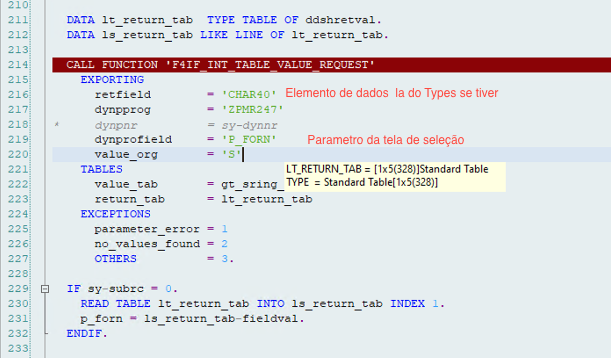 210
211 DATA lt_return_tab TYPE TABLE OF ddshretval.
212 DATA ls_return_tab LIKE LINE OF lt_return_tab.
213
214 CALL FUNCTION 'F4IF_INT_TABLE_VALUE_REQUEST'
215 EXPORTING
216 retfield = 'CHAR40' Elemento de dados la do Types se tiver
217 dynpprog = 'ZPMR247'
218 * dynpnr = sy-dynnr
219 dynprofield = 'P_FORN' Parametro da tela de seleção
220 value_org = 'S'
221 TABLES
LT_RETURN_TAB = [1x5(328)]Standard Table
222 value_tab = gt_sring_
TYPE = Standard Table[1x5(328)]
223 return_tab = lt_return_tab
224 EXCEPTIONS
225 parameter_error = 1
226 no_values_found = 2
227 OTHERS = 3.
228
229 IF sy-subrc = 0.
230 READ TABLE lt_return_tab INTO ls_return_tab INDEX 1.
231 p_forn = ls_return_tab-fieldval.
232 ENDIF.
233